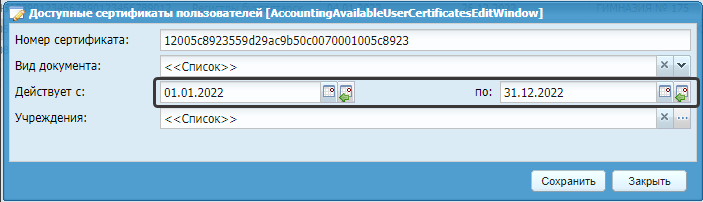 Доступные сертификаты пользователей [AccountingAvailableUserCertificatesEditWindow]
Номер сертификата: 12005c8923559d29ac9b50c0070001005c8923
Вид документа: <<Список>>
Действует с: 01.01.2022 по: 31.12.2022
Учреждения: <<Список>>
Сохранить Закрыть